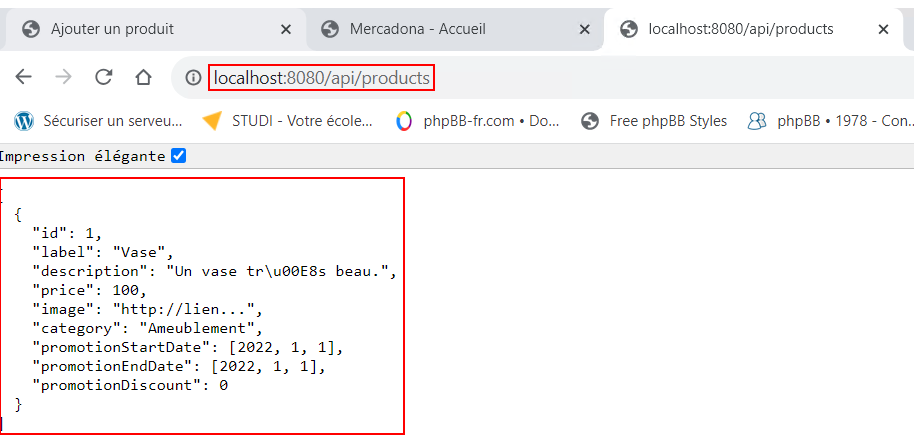 Ajouter un produit
Mercadona - Accueil
localhost:8080/api/products
localhost:8080/api/products
Sécuriser un serveu...
STUDI - Votre école...
phpBB-fr.com • Do...
Free phpBB Styles
phpBB • 1978 - Con...
Impression élégante
[
{
"id": 1,
"label": "Vase",
"description": "Un vase tr\u00E8s beau.",
"price": 100,
"image": "http://lien...",
"category": "Ameublement",
"promotionStartDate": [2022, 1, 1],
"promotionEndDate": [2022, 1, 1],
"promotionDiscount": 0
}
]